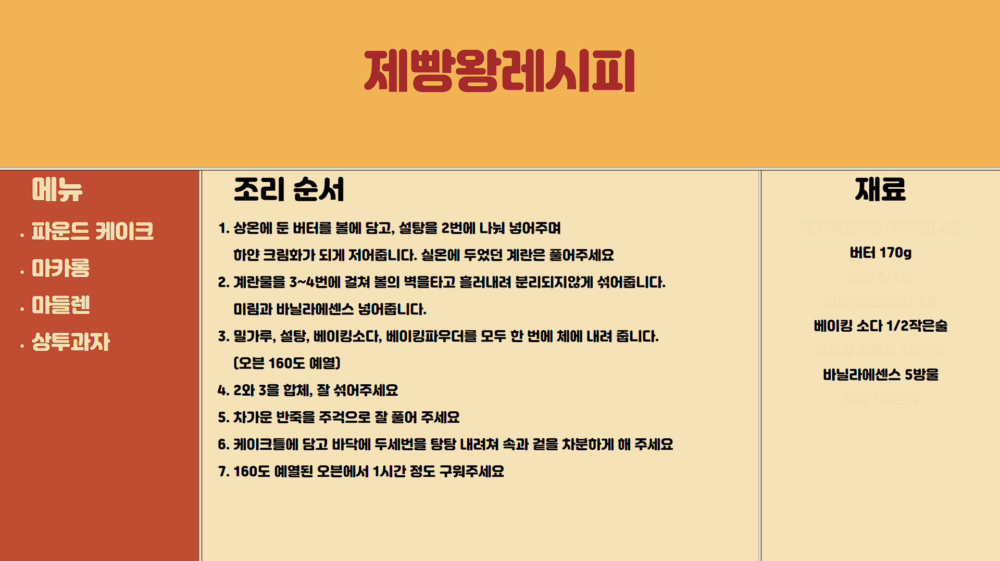 제빵왕레시피
메뉴
· 파운드 케이크
· 마카롱
· 마들렌
· 상투과자
조리 순서
1. 상온에 둔 버터를 볼에 담고, 설탕을 2번에 나눠 넣어주며
하얀 크림화가 되게 저어줍니다. 실온에 두었던 계란은 풀어주세요
2. 계란물을 3~4번에 걸쳐 볼의 벽을타고 흘러내려 분리되지않게 섞어줍니다.
미림과 바닐라에센스 넣어줍니다.
3. 밀가루, 설탕, 베이킹소다, 베이킹파우더를 모두 한 번에 체에 내려 줍니다.
(오븐 160도 예열)
4. 2와 3을 합체, 잘 섞어주세요
5. 차가운 반죽을 주걱으로 잘 풀어 주세요
6. 케이크틀에 담고 바닥에 두세번을 탕탕 내려쳐 속과 겉을 차분하게 해 주세요
7. 160도 예열된 오븐에서 1시간 정도 구워주세요
재료
2컵
버터 170g
설탕 3/4컵
달걀(실온보관) 3개
베이킹 소다 1/2작은술
베이킹 파우더 1작은술
바닐라에센스 5방울
미림 1작은술